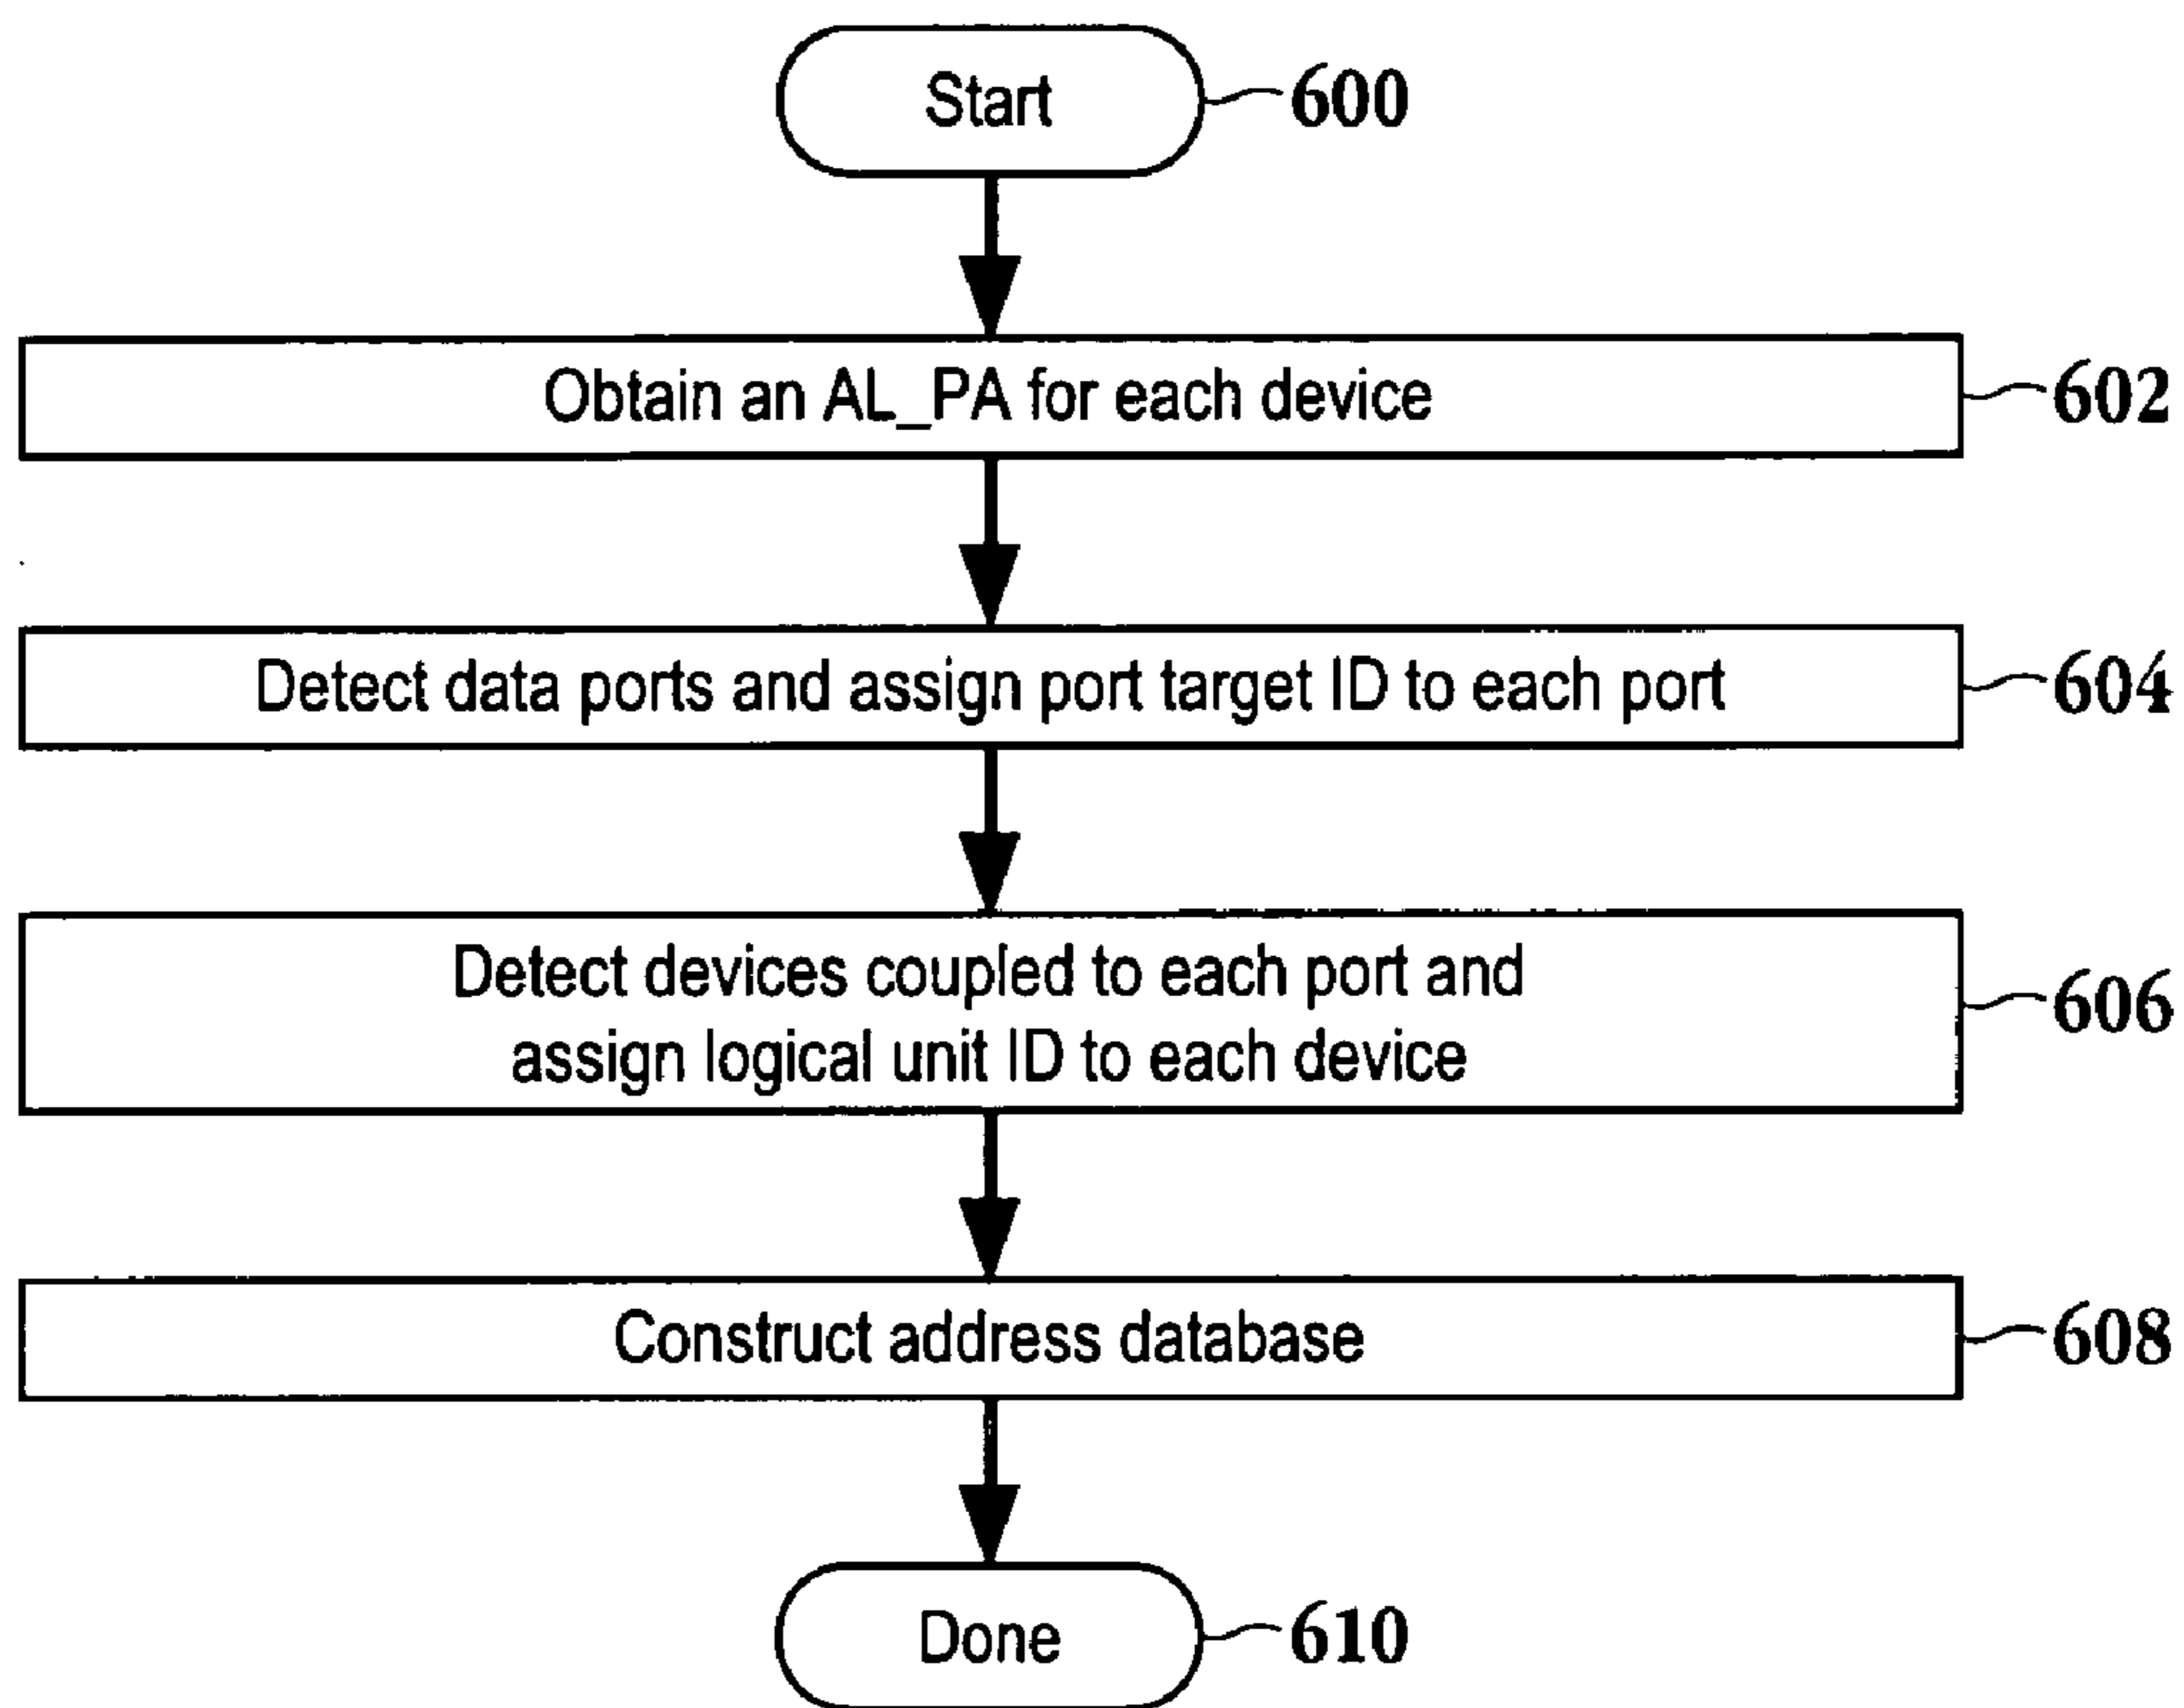 Start
600
Obtain an AL_PA for each device
602
Detect data ports and assign port target ID to each port
604
Detect devices coupled to each port and
assign logical unit ID to each device
606
Construct address database
608
Done
610